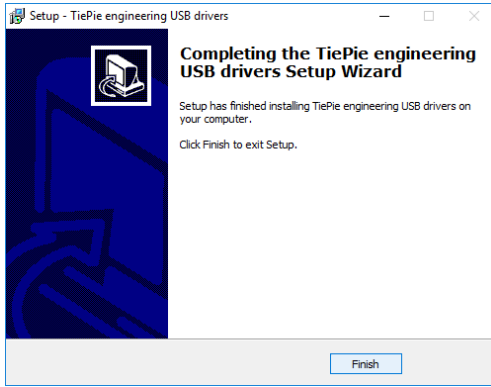 Setup - TiePie engineering USB drivers
Completing the TiePie engineering
USB drivers Setup Wizard
Setup has finished installing TiePie engineering USB drivers on
your computer.
Click Finish to exit Setup.
Finish